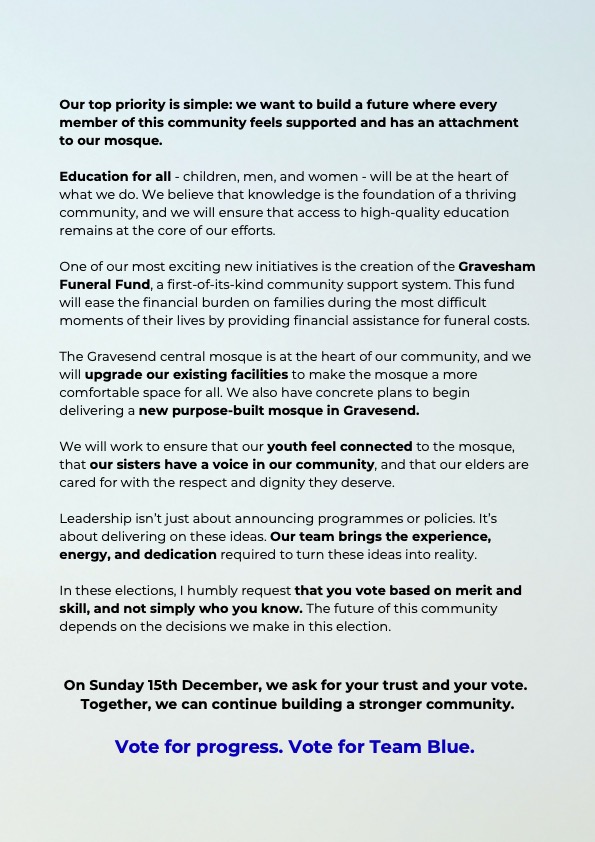 Our top priority is simple: we want to build a future where every
member of this community feels supported and has an attachment
to our mosque.
Education for all - children, men, and women - will be at the heart of
what we do. We believe that knowledge is the foundation of a thriving
community, and we will ensure that access to high-quality education
remains at the core of our efforts.
One of our most exciting new initiatives is the creation of the Gravesham
Funeral Fund, a first-of-its-kind community support system. This fund
will ease the financial burden on families during the most difficult
moments of their lives by providing financial assistance for funeral costs.
The Gravesend central mosque is at the heart of our community, and we
will upgrade our existing facilities to make the mosque a more
comfortable space for all. We also have concrete plans to begin
delivering a new purpose-built mosque in Gravesend.
We will work to ensure that our youth feel connected to the mosque,
that our sisters have a voice in our community, and that our elders are
cared for with the respect and dignity they deserve.
Leadership isn’t just about announcing programmes or policies. It’s
about delivering on these ideas. Our team brings the experience,
energy, and dedication required to turn these ideas into reality.
In these elections, I humbly request that you vote based on merit and
skill, and not simply who you know. The future of this community
depends on the decisions we make in this election.
On Sunday 15th December, we ask for your trust and your vote.
Together, we can continue building a stronger community.
Vote for progress. Vote for Team Blue.